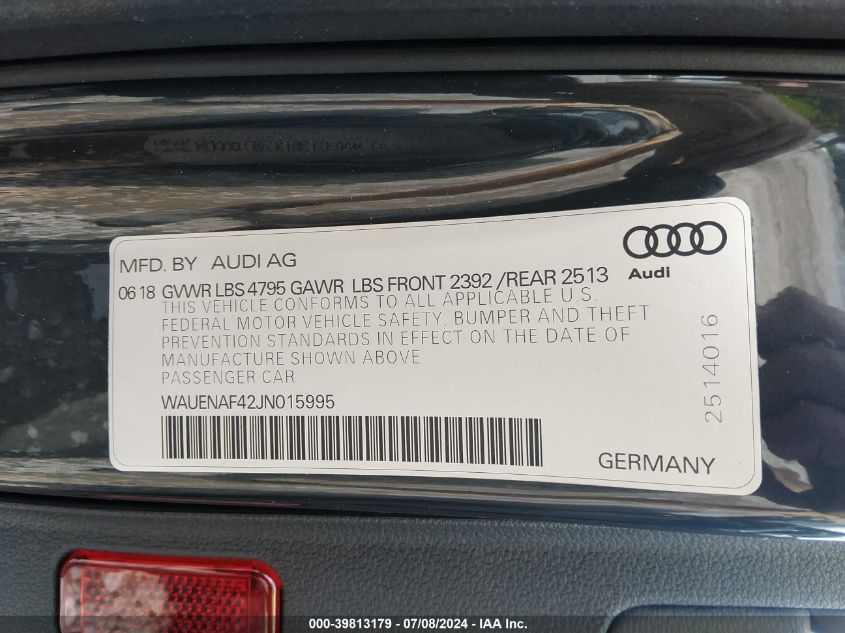 MFD. BY AUDI AG
Audi
06 18 GVWR LBS 4795 GAWR LBS FRONT 2392 /REAR 2513
THIS VEHICLE CONFORMS TO ALL APPLICABLE U.S.
FEDERAL MOTOR VEHICLE SAFETY, BUMPER AND THEFT
PREVENTION STANDARDS IN EFFECT ON THE DATE OF
MANUFACTURE SHOWN ABOVE
PASSENGER CAR
WAUENAF42JN015995
2514016
GERMANY
000-39813179 - 07/08/2024 - IAA Inc.